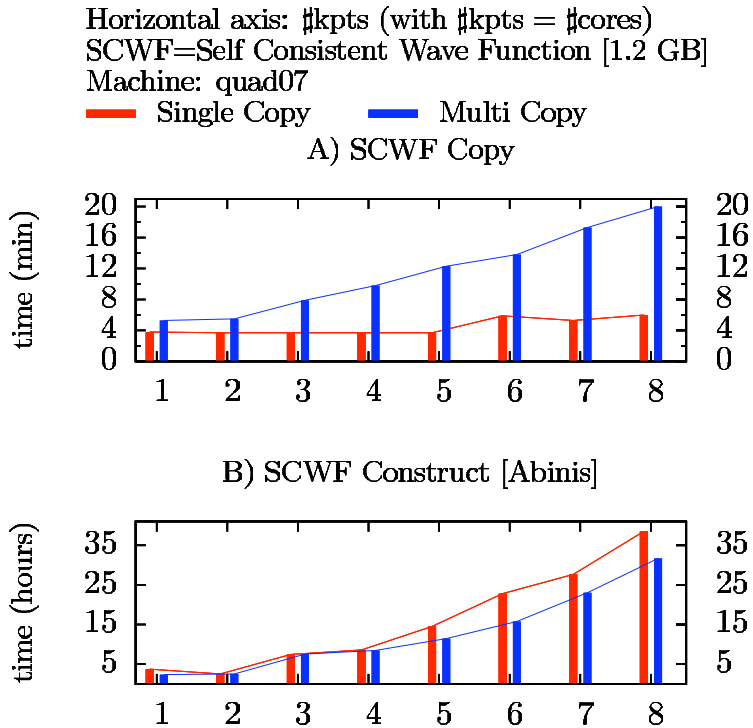 Horizontal axis: ♯kpts (with ♯kpts = ♯cores)
SCWF=Self Consistent Wave Function [1.2 GB]
Machine: quad07
Single Copy Multi Copy
A) SCWF Copy
time (min)
20 20
16 16
12 12
8 8
4 4
0 0
1 2 3 4 5 6 7 8
B) SCWF Construct [Abinis]
time (hours)
35 35
25 25
15 15
5 5
1 2 3 4 5 6 7 8